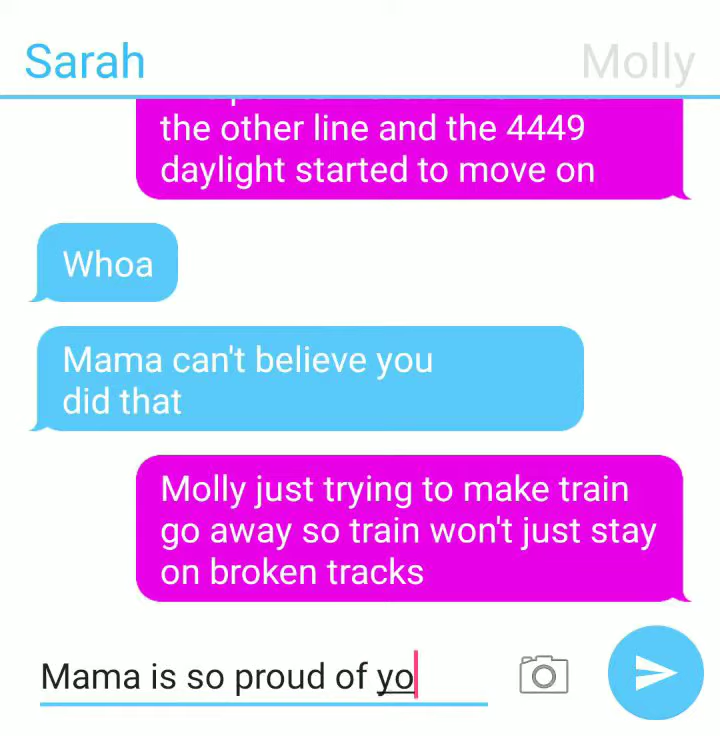 Sarah
Molly
the other line and the 4449
daylight started to move on
Whoa
Mama can't believe you
did that
Molly just trying to make train
go away so train won't just stay
on broken tracks
Mama is so proud of yo